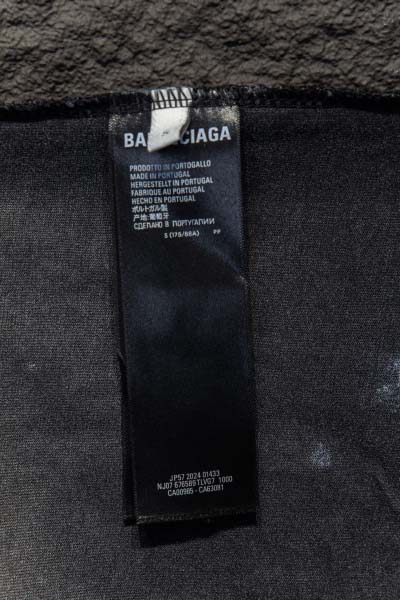 BALENCIAGA
PRODOTTO IN PORTOGALLO
MADE IN PORTUGAL
HERGESTELLT IN PORTUGAL
FABRIQUÉ AU PORTUGAL
HECHO EN PORTUGAL
ポルトガル製
产地:葡萄牙
СДЕЛАНО В ПОРТУГАЛИИ
S (175/88A) PP
JP57 2024 01433
NJ07 676589 TLVG7 1000
CA00985 - CA63081